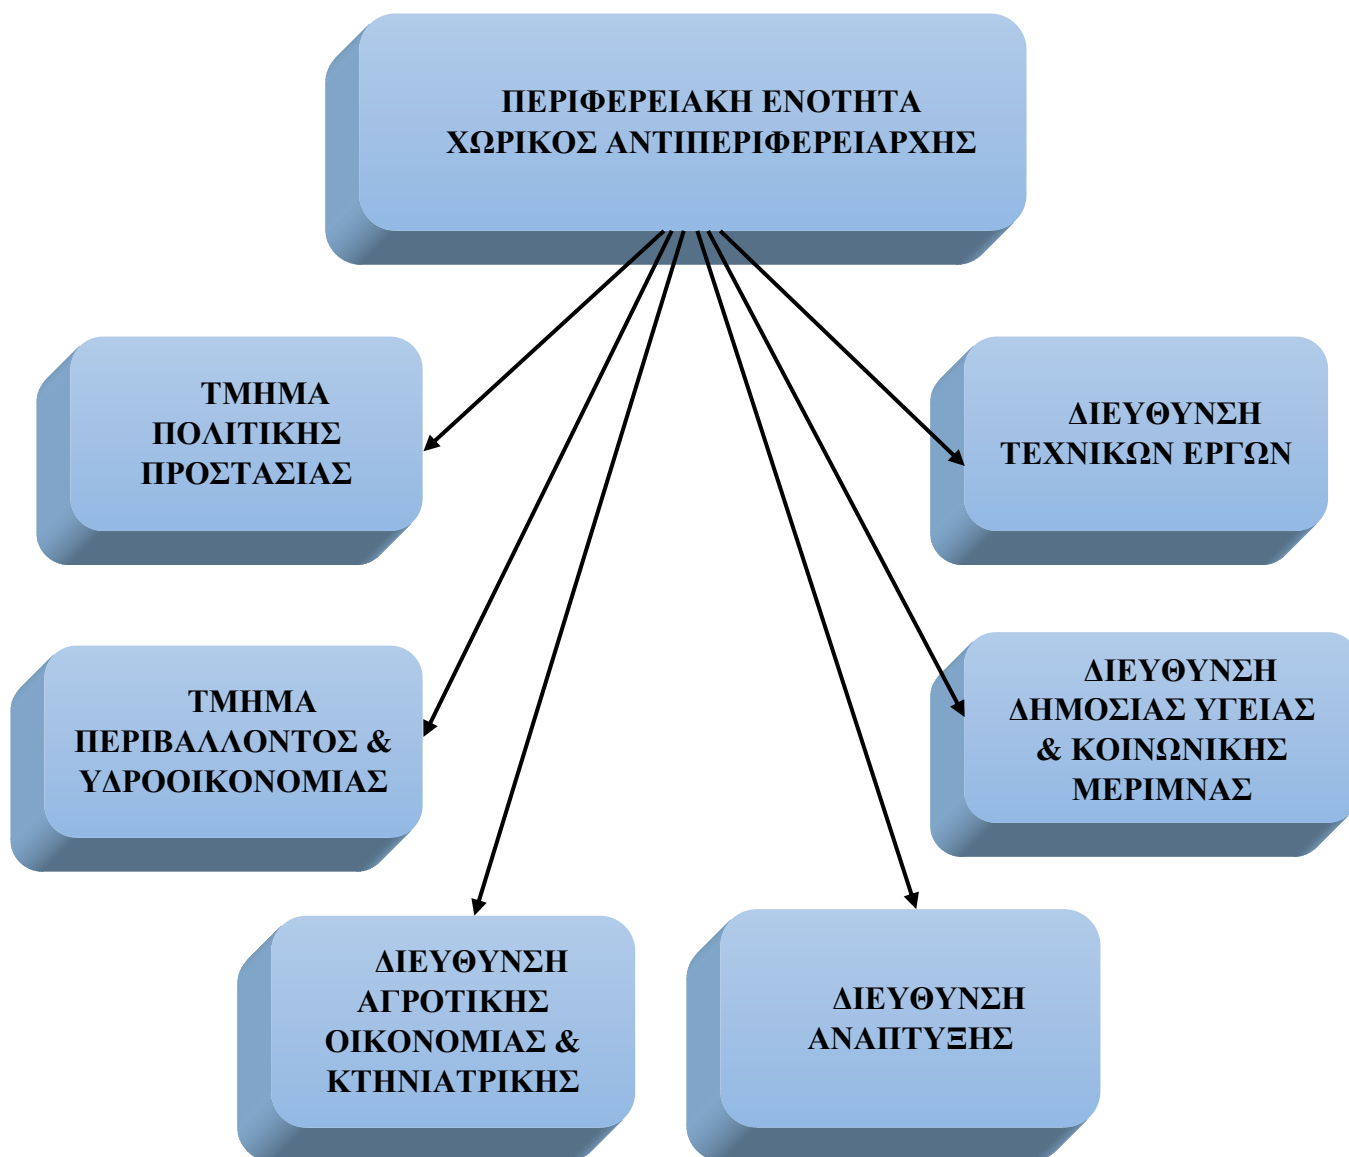 ΠΕΡΙΦΕΡΕΙΑΚΗ ΕΝΟΤΗΤΑ
ΧΩΡΙΚΟΣ ΑΝΤΙΠΕΡΙΦΕΡΕΙΑΡΧΗΣ
ΤΜΗΜΑ
ΠΟΛΙΤΙΚΗΣ
ΠΡΟΣΤΑΣΙΑΣ
ΔΙΕΥΘΥΝΣΗ
ΤΕΧΝΙΚΩΝ ΕΡΓΩΝ
ΤΜΗΜΑ
ΠΕΡΙΒΑΛΛΟΝΤΟΣ &
ΥΔΡΟΟΙΚΟΝΟΜΙΑΣ
ΔΙΕΥΘΥΝΣΗ
ΔΗΜΟΣΙΑΣ ΥΓΕΙΑΣ
& ΚΟΙΝΩΝΙΚΗΣ
ΜΕΡΙΜΝΑΣ
ΔΙΕΥΘΥΝΣΗ
ΑΓΡΟΤΙΚΗΣ
ΟΙΚΟΝΟΜΙΑΣ &
ΚΤΗΝΙΑΤΡΙΚΗΣ
ΔΙΕΥΘΥΝΣΗ
ΑΝΑΠΤΥΞΗΣ